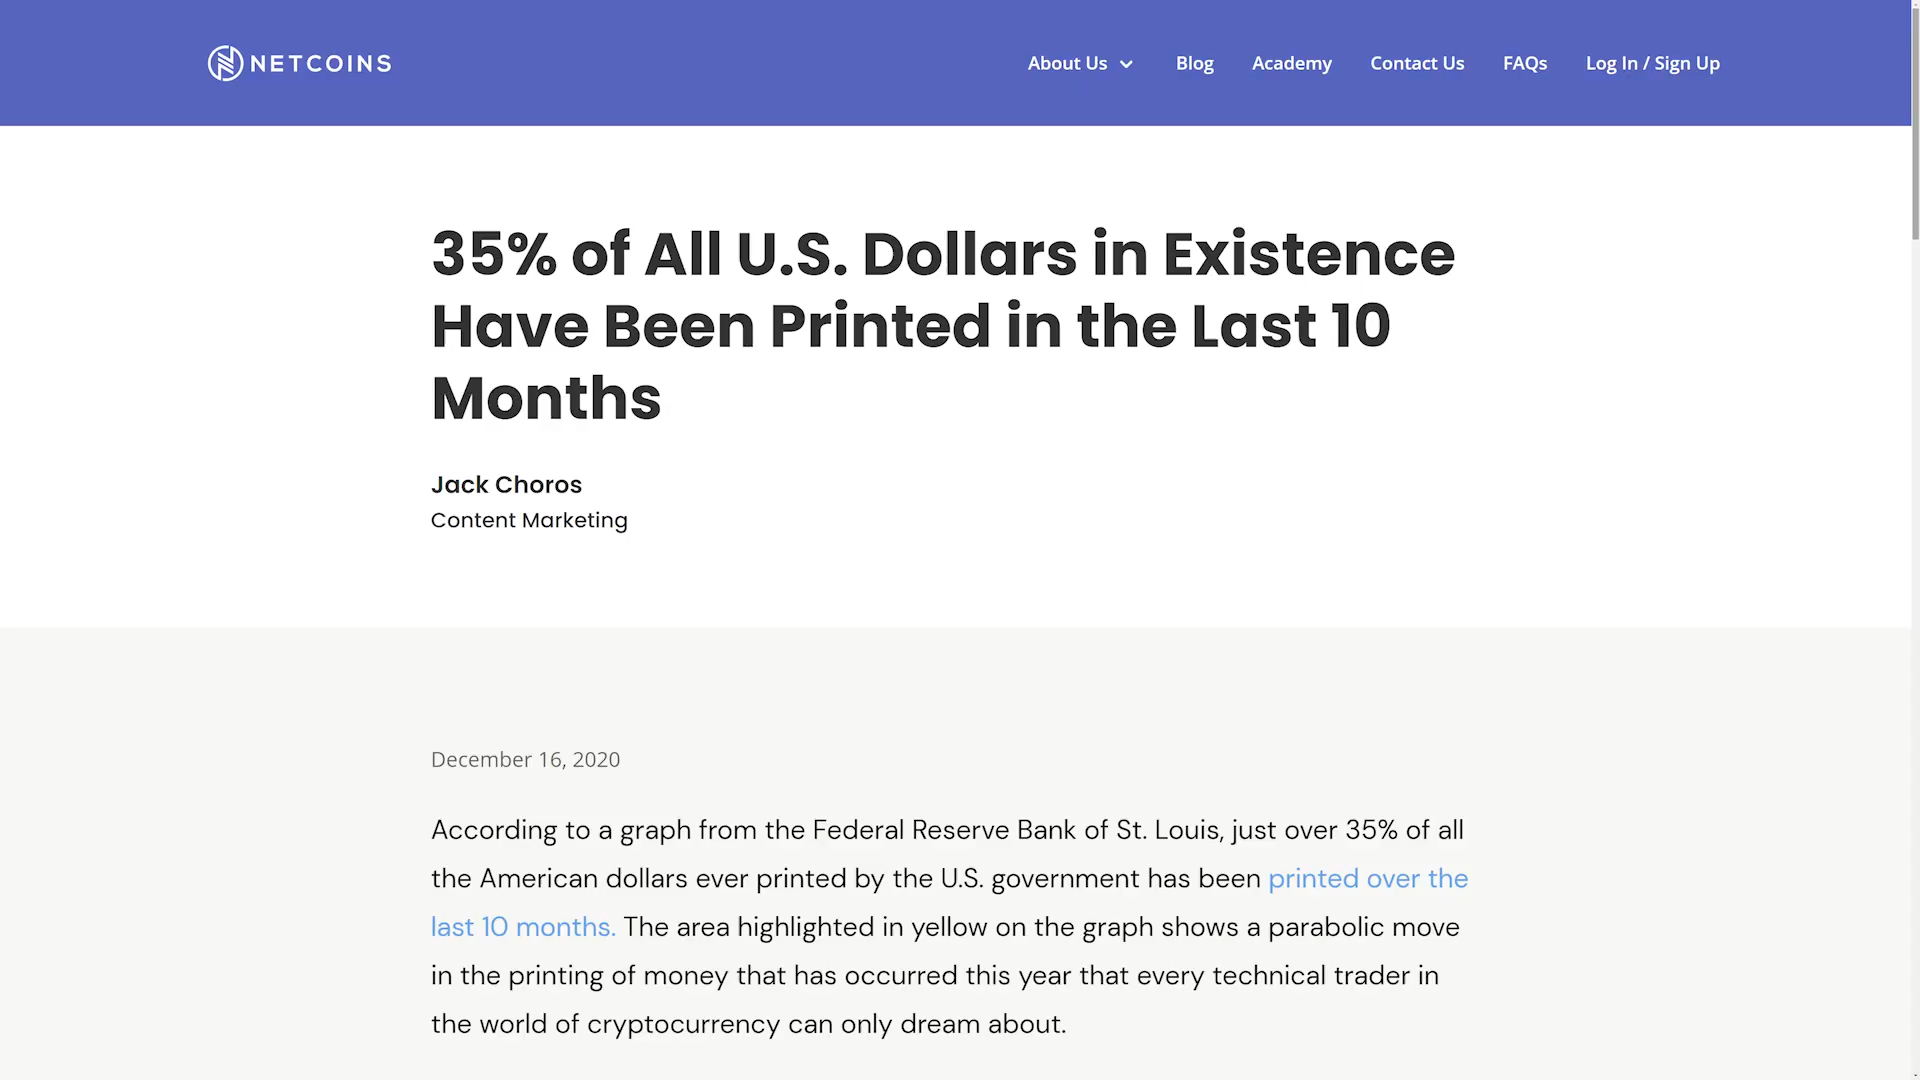 NETCOINS
About Us
Blog
Academy
Contact Us
FAQs
Log In / Sign Up
35% of All U.S. Dollars in Existence
Have Been Printed in the Last 10
Months
Jack Choros
Content Marketing
December 16, 2020
According to a graph from the Federal Reserve Bank of St. Louis, just over 35% of all
the American dollars ever printed by the U.S. government has been printed over the
last 10 months. The area highlighted in yellow on the graph shows a parabolic move
in the printing of money that has occurred this year that every technical trader in
the world of cryptocurrency can only dream about.